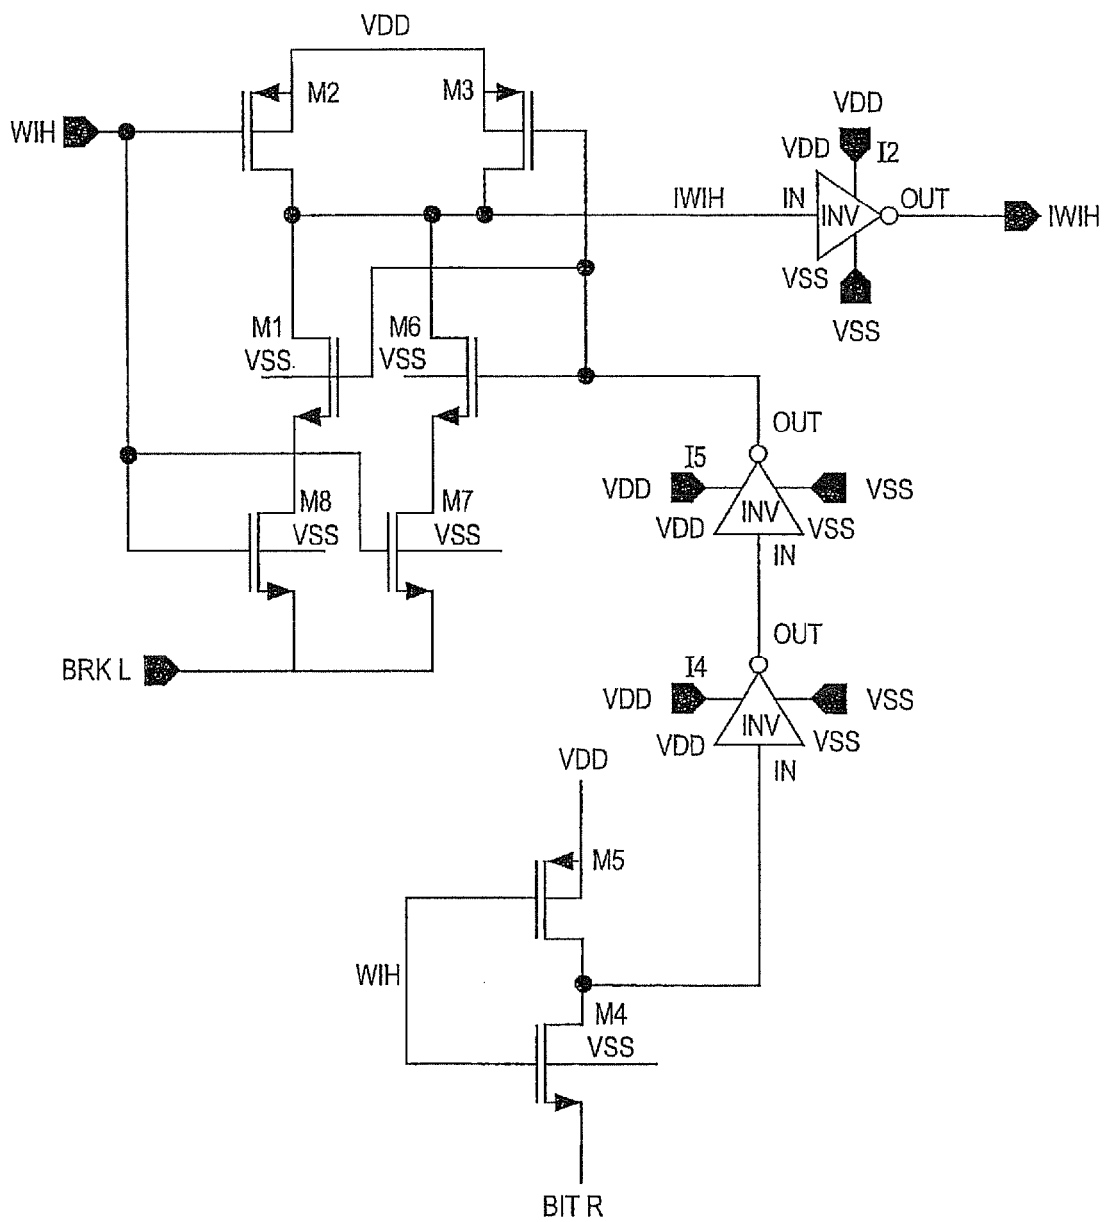 VDD
M2
M3
WIH
VDD
VDD
I2
IWIH
IN
INV
OUT
IWIH
VSS
VSS
M1
VSS
M6
VSS
OUT
I5
VDD
VSS
M8
VSS
M7
VSS
VDD
INV
VSS
IN
OUT
BRK L
I4
VDD
VSS
VDD
INV
VSS
IN
VDD
M5
WIH
M4
VSS
BIT R